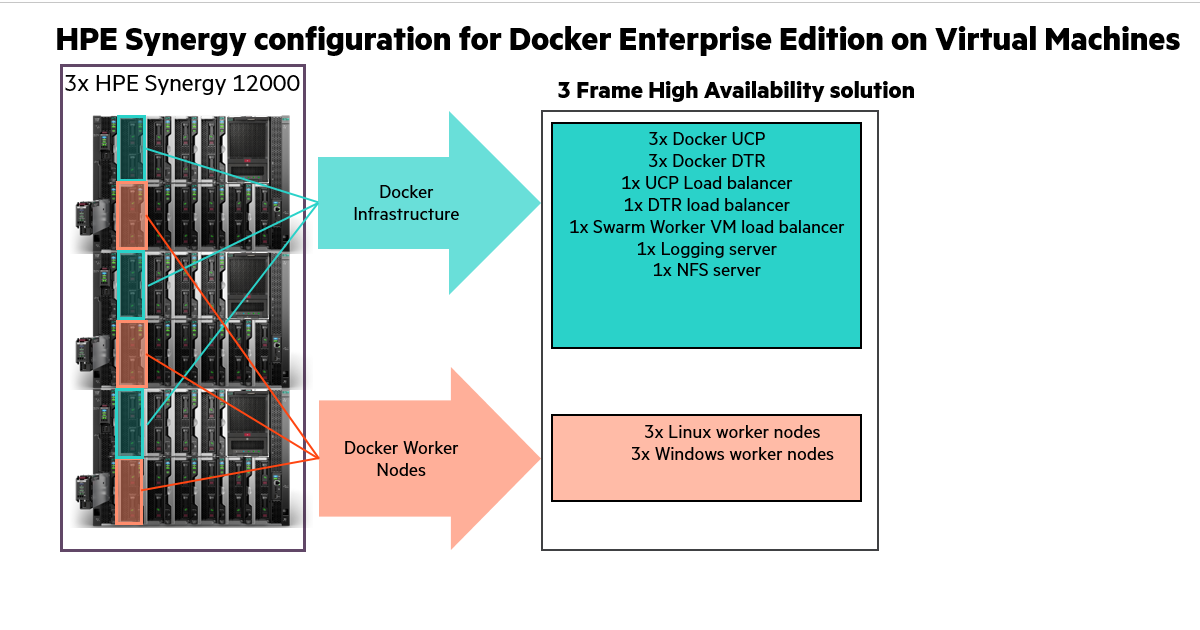 HPE Synergy configuration for Docker Enterprise Edition on Virtual Machines
3x HPE Synergy 12000
3 Frame High Availability solution
Docker
Infrastructure
3x Docker UCP
3x Docker DTR
1x UCP Load balancer
1x DTR load balancer
1x Swarm Worker VM load balancer
1x Logging server
1x NFS server
Docker Worker
Nodes
3x Linux worker nodes
3x Windows worker nodes